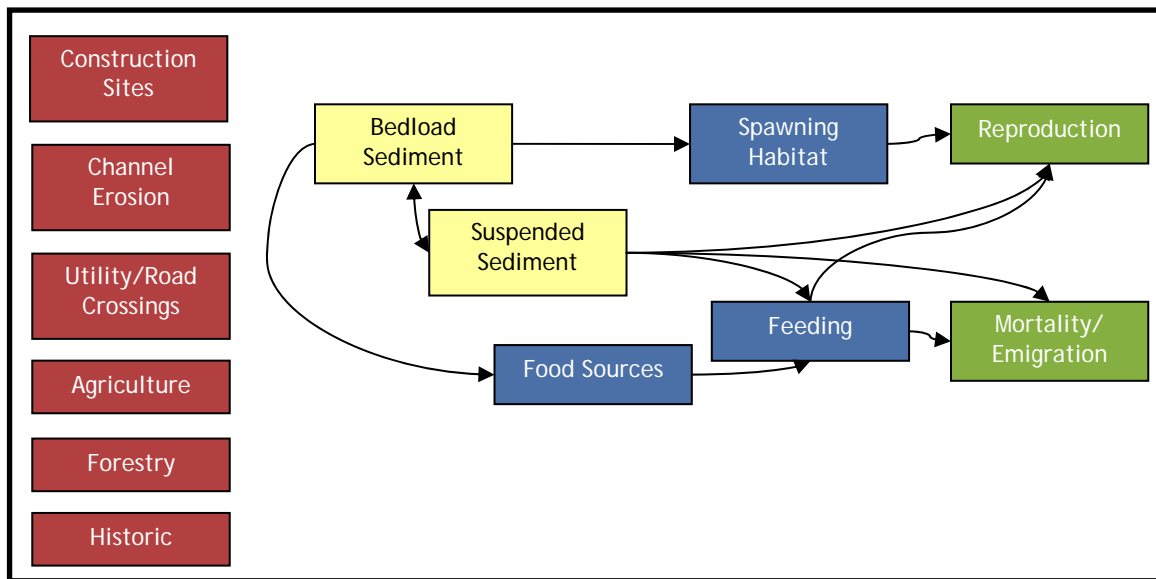 Construction
Sites
Channel
Erosion
Utility/Road
Crossings
Agriculture
Forestry
Historic
Bedload
Sediment
Suspended
Sediment
Spawning
Habitat
Feeding
Food Sources
Reproduction
Mortality/
Emigration